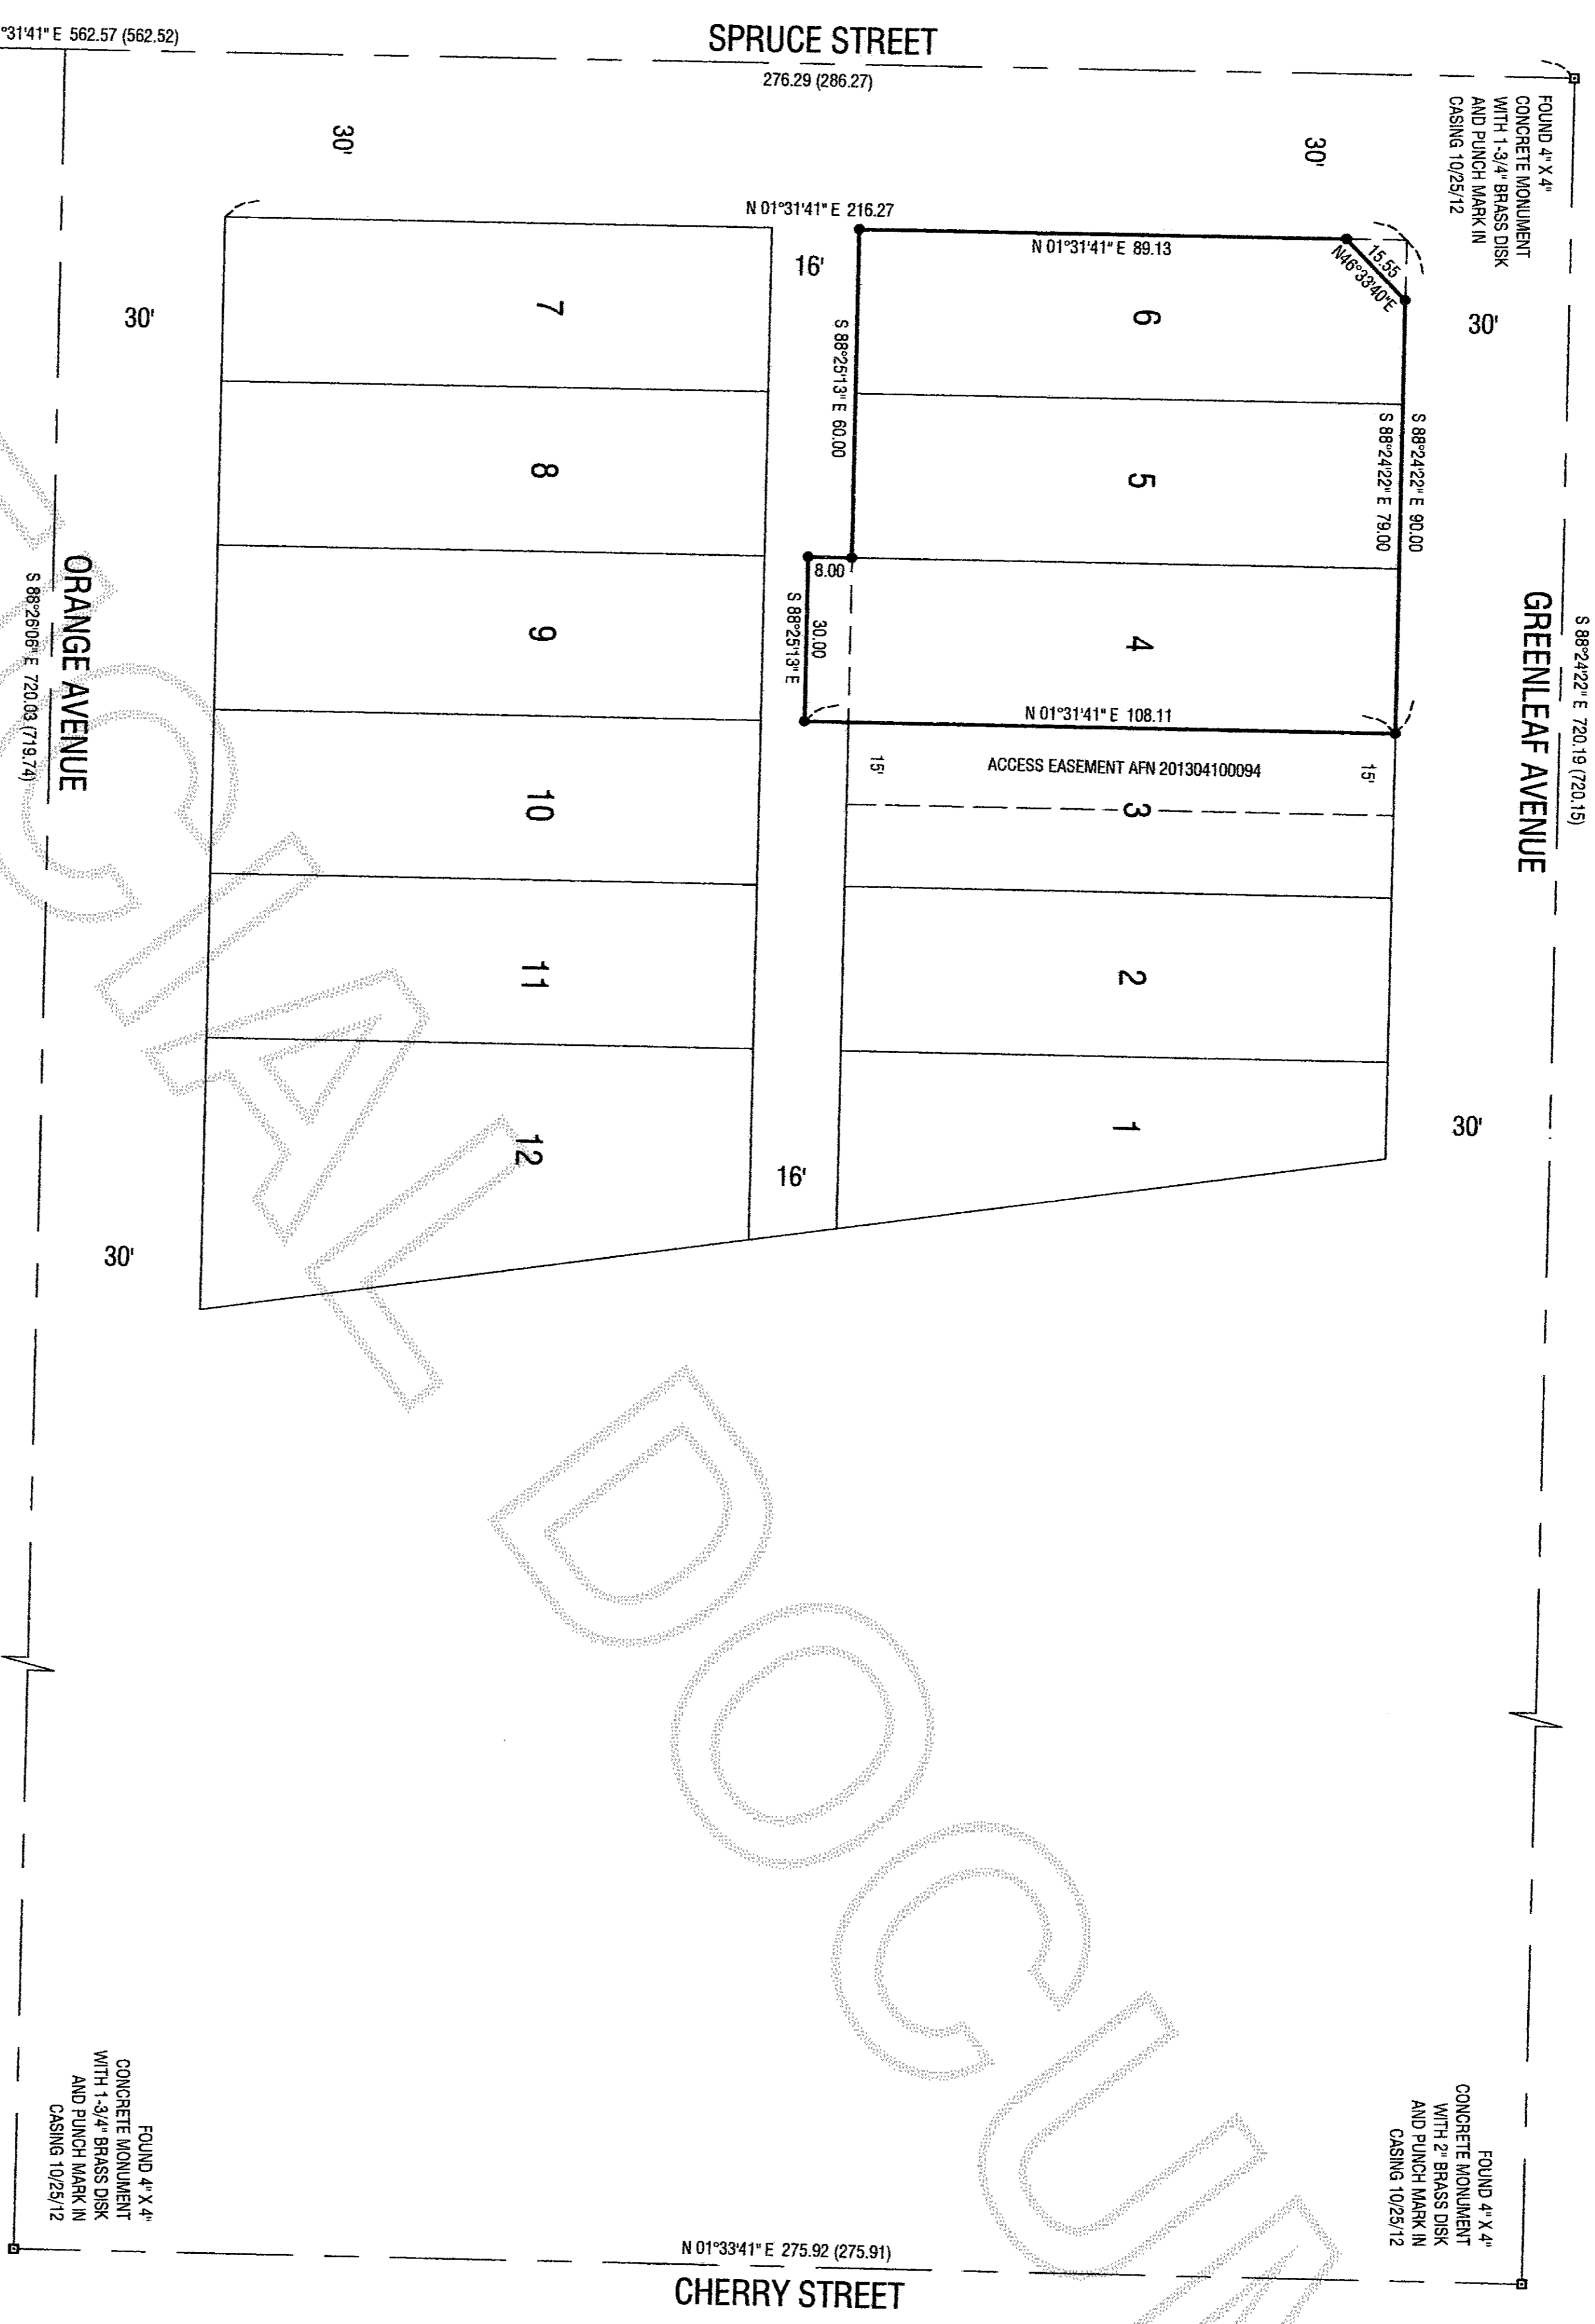 °31'41" E 562.57 (562.52)
SPRUCE STREET
276.29 (286.27)
FOUND 4" X 4"
CONCRETE MONUMENT
WITH 1-3/4" BRASS DISK
AND PUNCH MARK IN
CASING 10/25/12
30'
30'
N 01°31'41" E 216.27
N 01°31'41" E 89.13
15.55
N46°33'40"E
16'
30'
30'
7
6
S 88°25'13" E 60.00
S 88°24'22" E 90.00
S 88°24'22" E 79.00
8
5
8.00
30.00
S 88°25'13" E
9
4
ORANGE AVENUE
S 88°26'06" E 720.03 (719.74)
GREENLEAF AVENUE
S 88°24'22" E 720.19 (720.15)
N 01°31'41" E 108.11
15'
ACCESS EASEMENT AFN 201304100094
15'
10
3
11
2
12
1
16'
30'
30'
CIAL DOCUM
FOUND 4" X 4"
CONCRETE MONUMENT
WITH 1-3/4" BRASS DISK
AND PUNCH MARK IN
CASING 10/25/12
FOUND 4" X 4"
CONCRETE MONUMENT
WITH 2" BRASS DISK
AND PUNCH MARK IN
CASING 10/25/12
N 01°33'41" E 275.92 (275.91)
CHERRY STREET